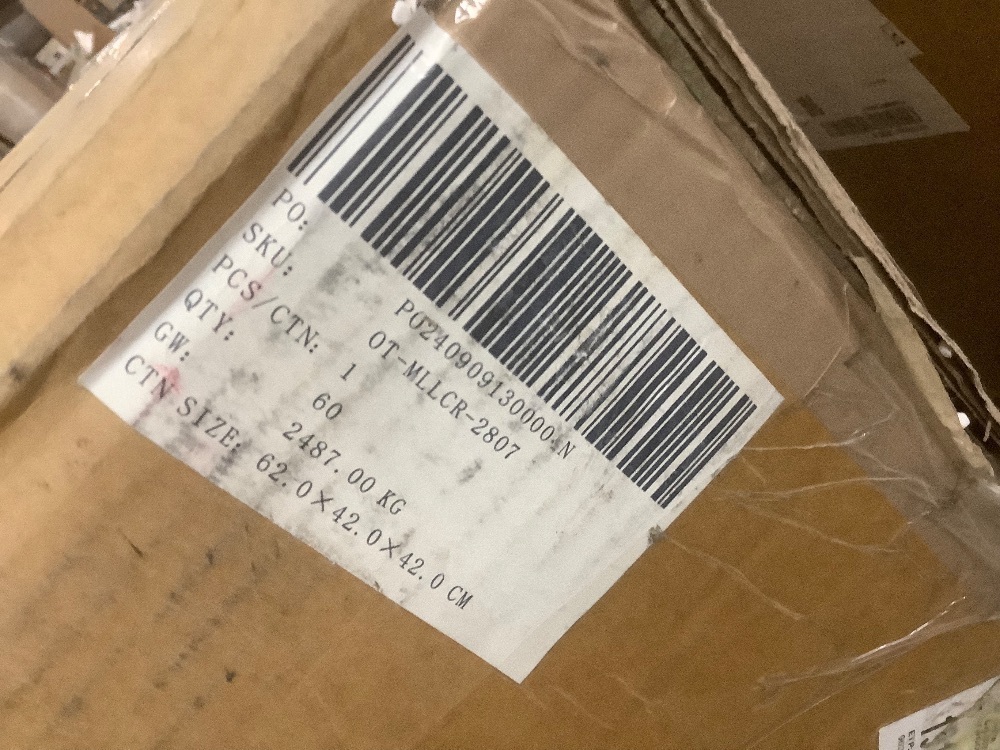 PO: PO240909130000.N
SKU: OT-MLLCR-2807
PCS/CTN: 1
QTY: 60
GW: 2487.00 KG
CTN SIZE: 62.0×42.0×42.0 CM